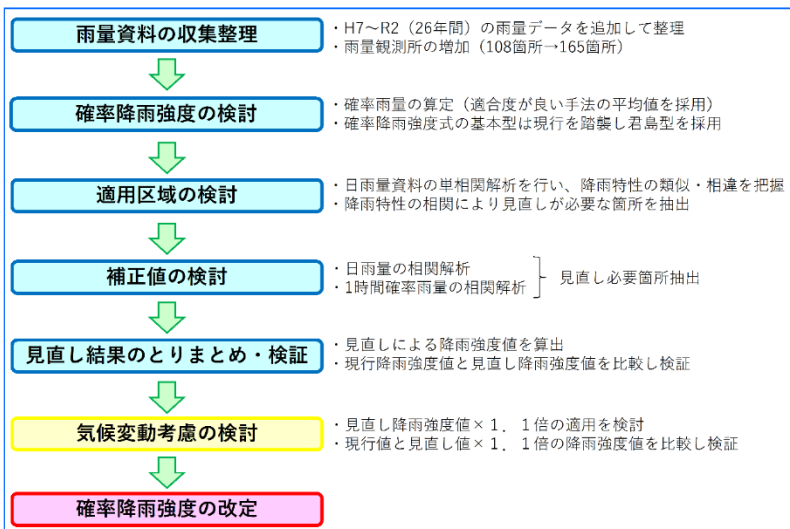 雨量資料の収集整理
・H7～R2（26年間）の雨量データを追加して整理
・雨量観測所の増加（108箇所→165箇所）
確率降雨強度の検討
・確率雨量の算定（適合度が良い手法の平均値を採用）
・確率降雨強度式の基本型は現行を踏襲し君島型を採用
適用区域の検討
・日雨量資料の単相関解析を行い、降雨特性の類似・相違を把握
・降雨特性の相関により見直しが必要な箇所を抽出
補正値の検討
・日雨量の相関解析
・1時間確率雨量の相関解析
見直し必要箇所抽出
見直し結果のとりまとめ・検証
・見直しによる降雨強度値を算出
・現行降雨強度値と見直し降雨強度値を比較し検証
気候変動考慮の検討
・見直し降雨強度値×１．１倍の適用を検討
・現行値と見直し値×１．１倍の降雨強度値を比較し検証
確率降雨強度の改定